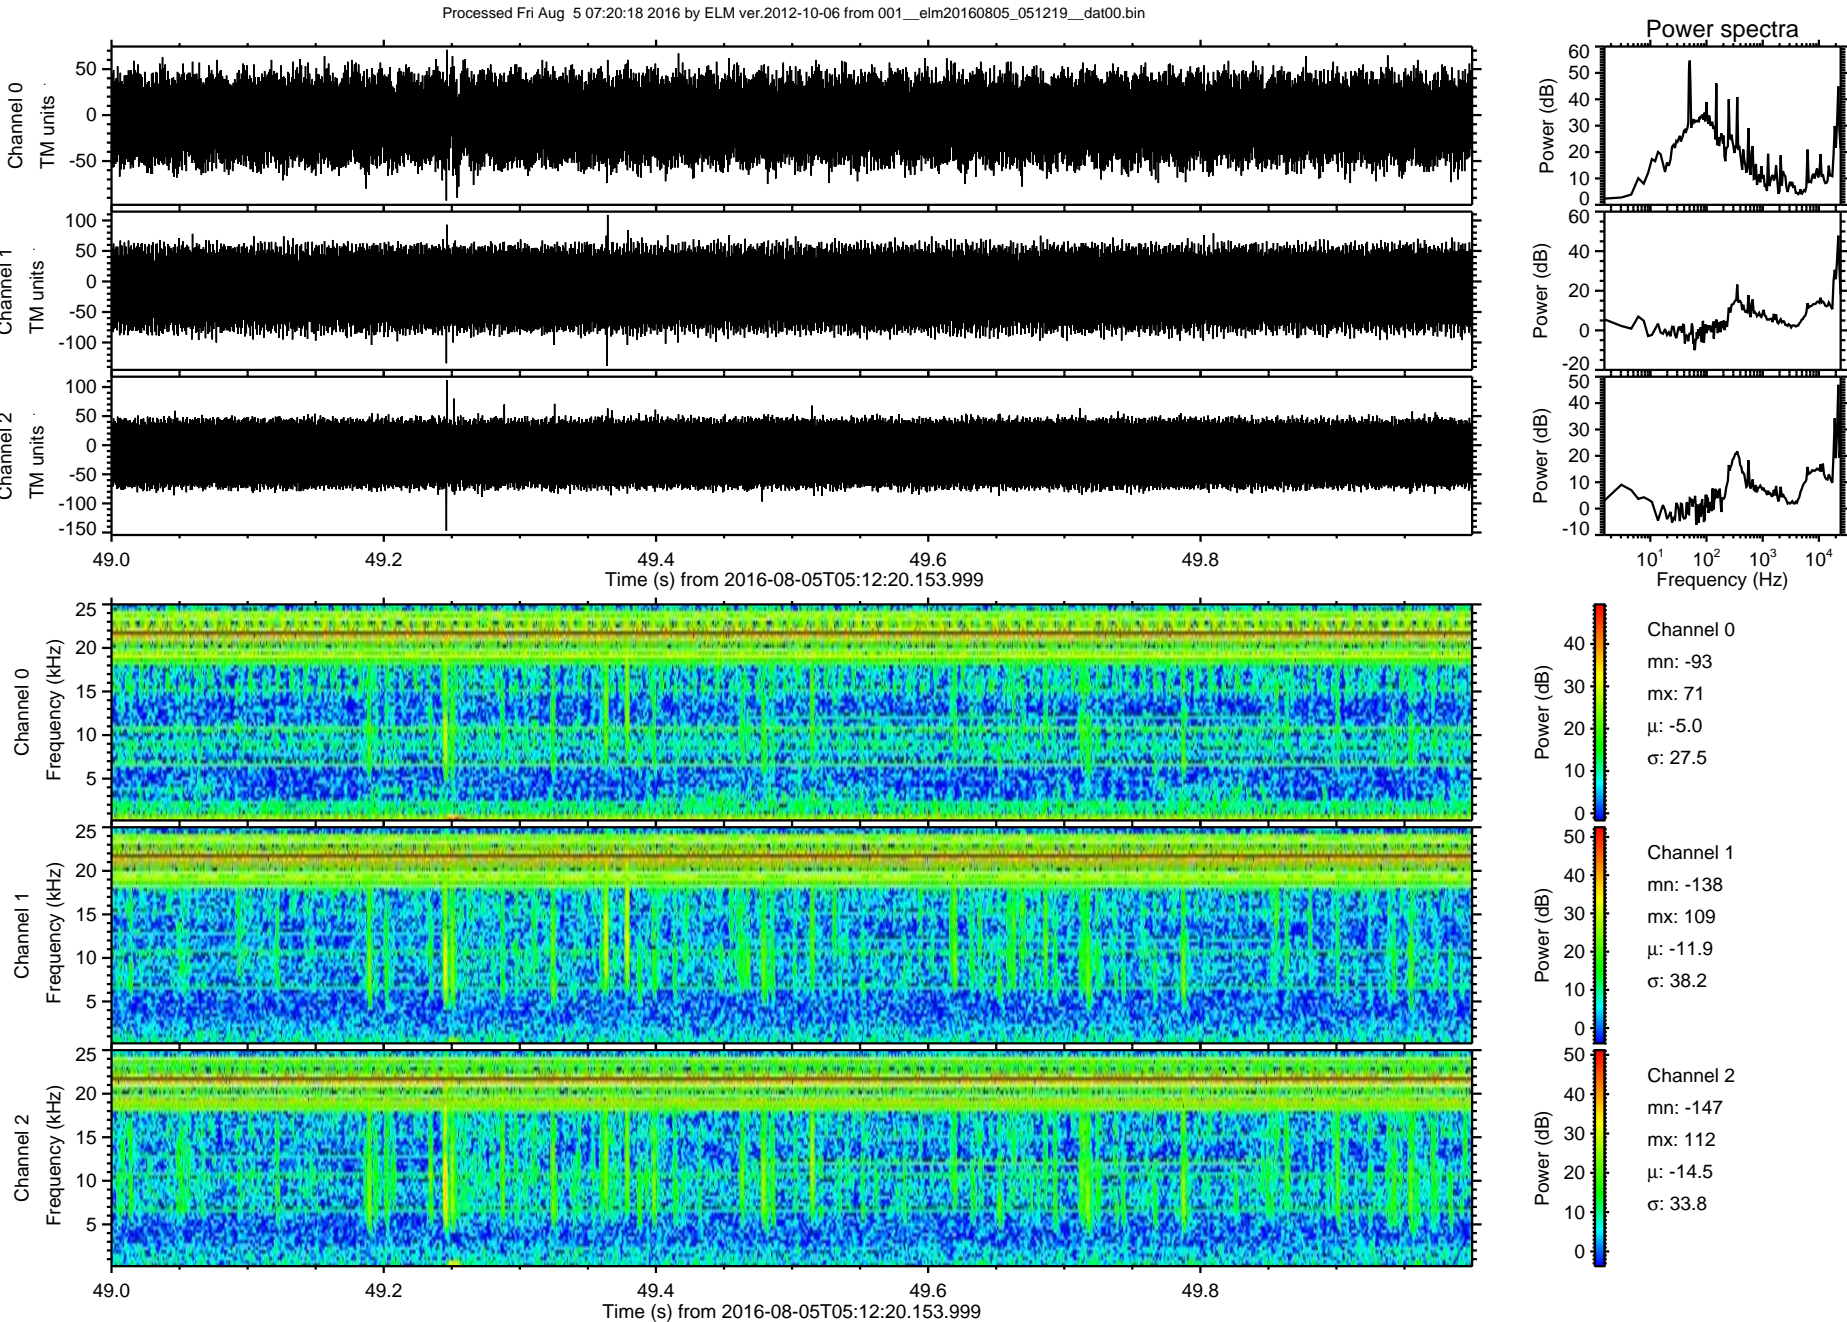 Processed Fri Aug  5 07:20:18 2016 by ELM ver.2012-10-06 from 001__elm20160805_051219__dat00.bin
Power spectra
Channel 0
TM units
50
0
-50
Power (dB)
60
50
40
30
20
10
0
Channel 1
TM units
100
50
0
-50
-100
Power (dB)
60
40
20
0
-20
Channel 2
TM units
100
50
0
-50
-100
-150
Power (dB)
50
40
30
20
10
0
-10
49.0 49.2 49.4 49.6 49.8
Time (s) from 2016-08-05T05:12:20.153.999
10^1 10^2 10^3 10^4
Frequency (Hz)
Channel 0
Frequency (kHz)
25
20
15
10
5
Power (dB)
40
30
20
10
0
Channel 0
mn: -93
mx: 71
μ: -5.0
σ: 27.5
Channel 1
Frequency (kHz)
25
20
15
10
5
Power (dB)
50
40
30
20
10
0
Channel 1
mn: -138
mx: 109
μ: -11.9
σ: 38.2
Channel 2
Frequency (kHz)
25
20
15
10
5
Power (dB)
50
40
30
20
10
0
Channel 2
mn: -147
mx: 112
μ: -14.5
σ: 33.8
49.0 49.2 49.4 49.6 49.8
Time (s) from 2016-08-05T05:12:20.153.999